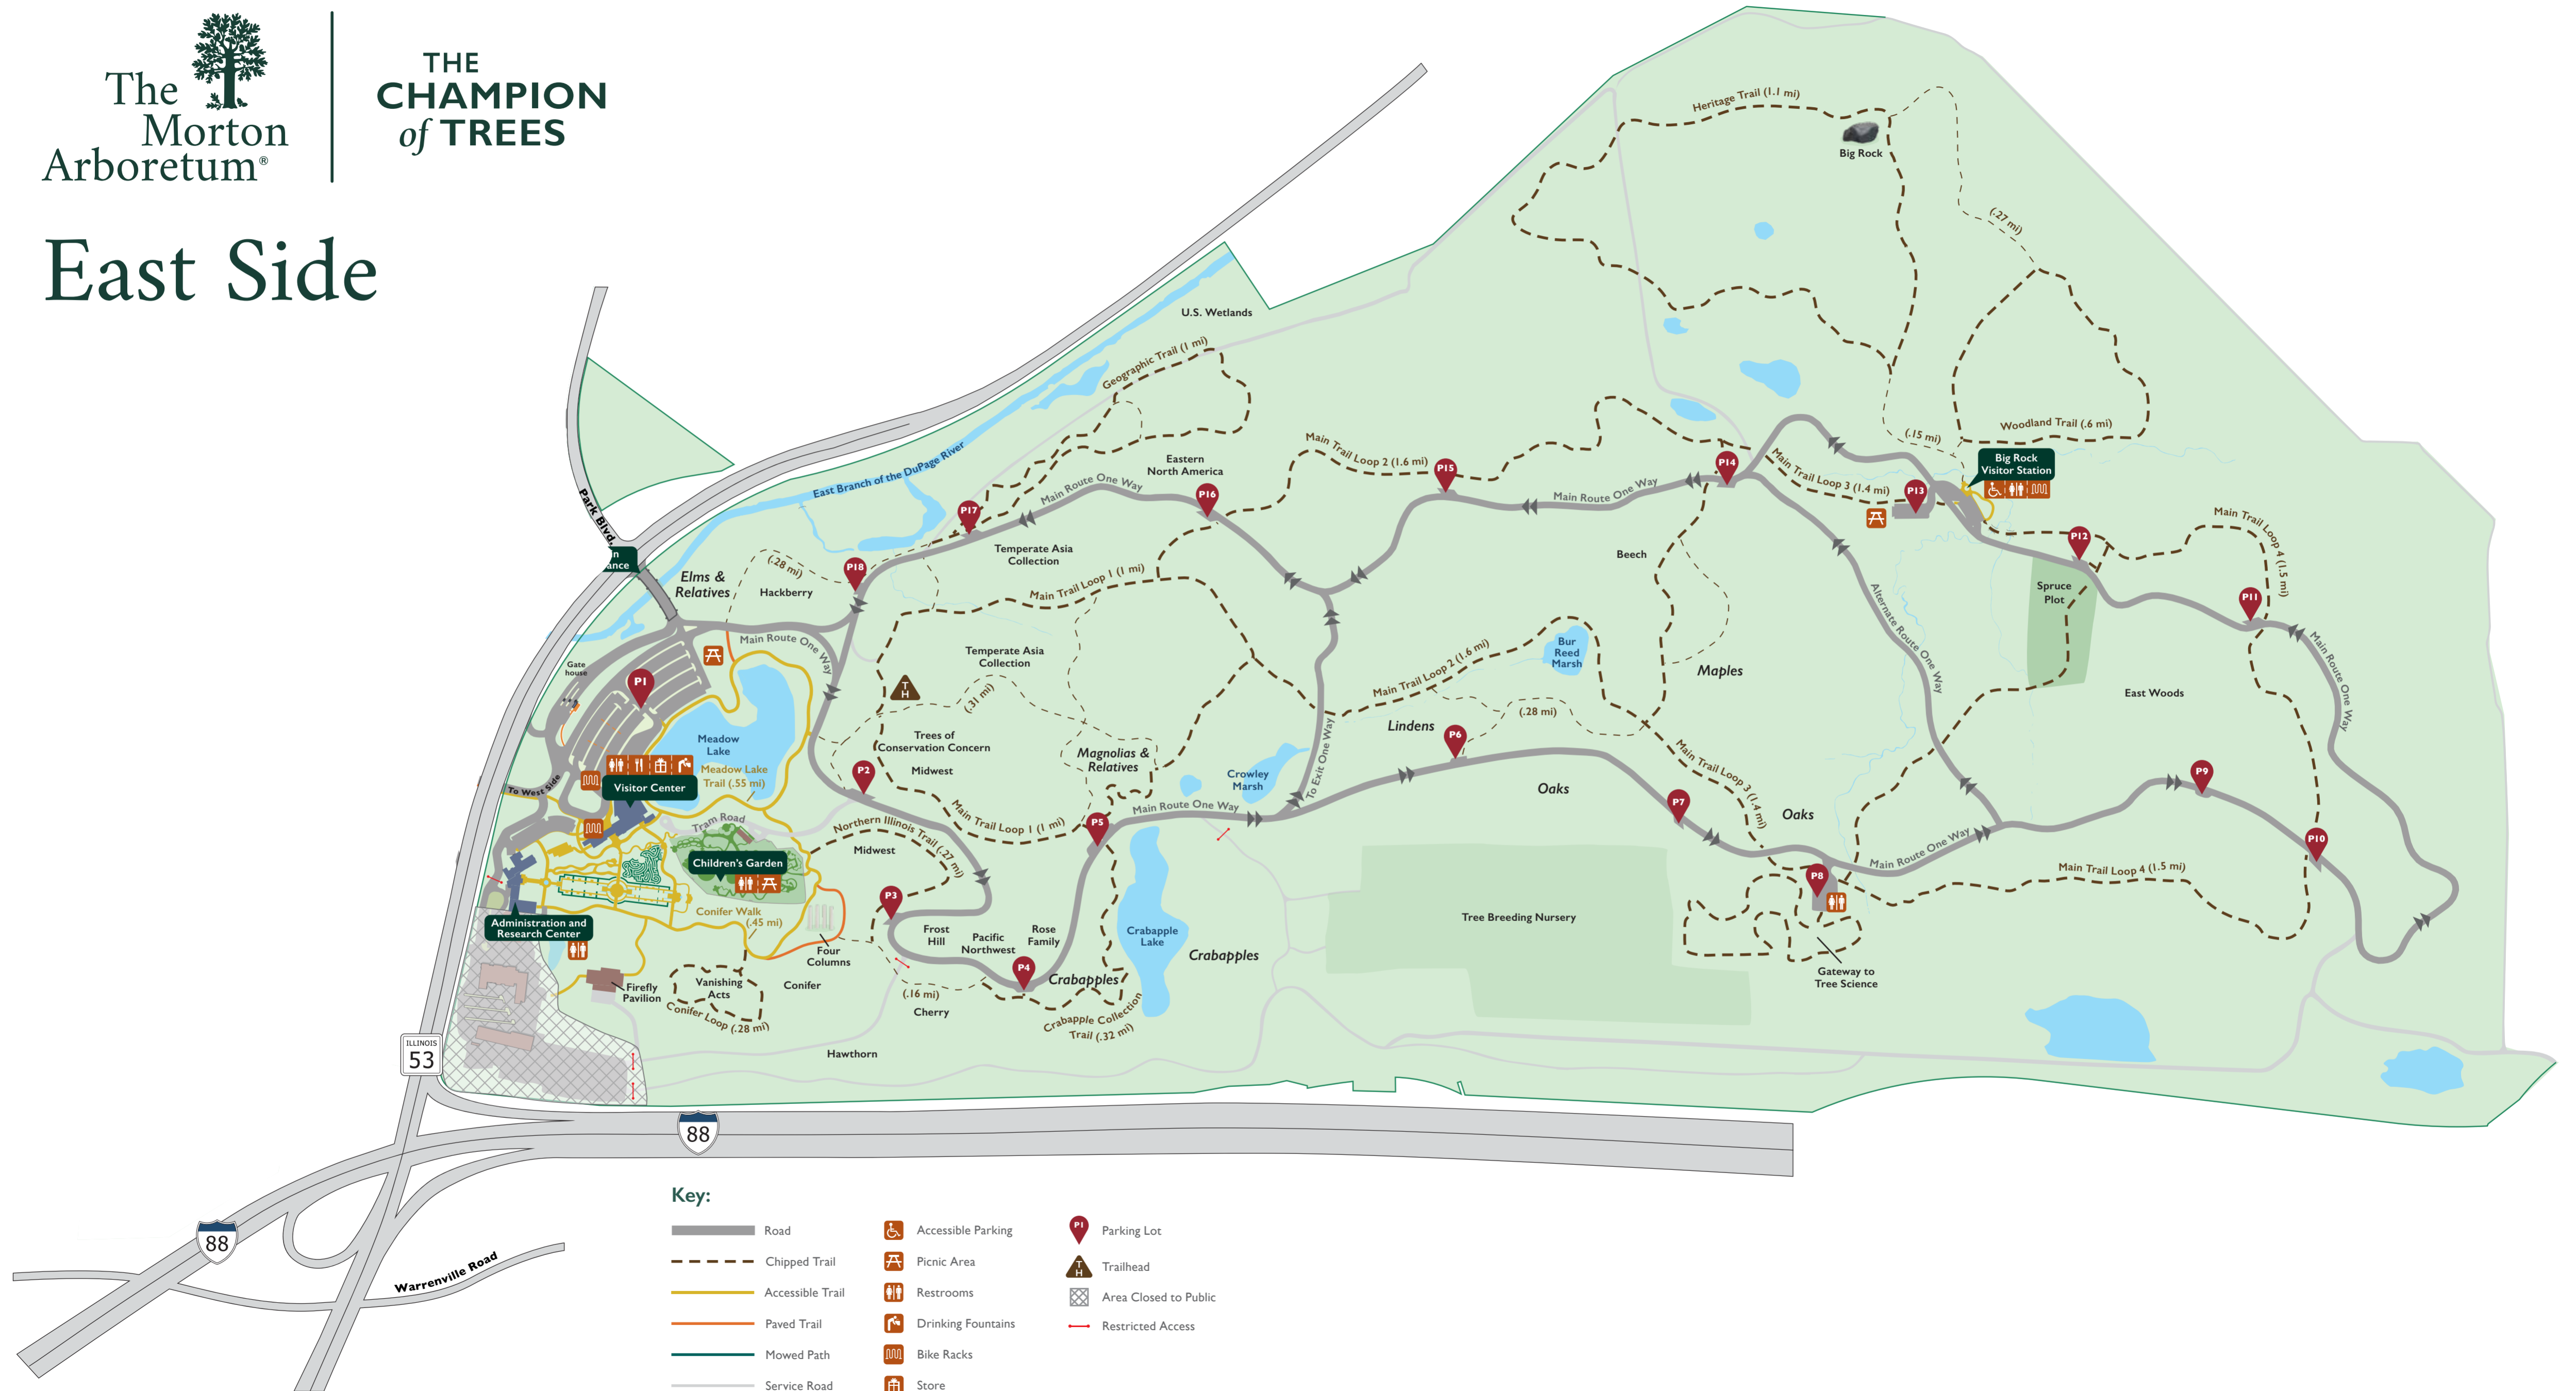 The
Morton
Arboretum®
THE
CHAMPION
of TREES
East Side
Heritage Trail (1.1 mi)
Big Rock
(.27 mi)
U.S. Wetlands
Geographic Trail (1 mi)
East Branch of the DuPage River
Park Blvd.
in
ance
Elms &
Relatives
(.28 mi)
Hackberry
P18
P17
Main Route One Way
Eastern
North America
P16
Main Trail Loop 2 (1.6 mi)
P15
Main Route One Way
P14
Main Trail Loop 3 (1.4 mi)
(.15 mi)
Woodland Trail (.6 mi)
Big Rock
Visitor Station
P13
P12
Main Trail Loop 4 (1.5 mi)
P11
Main Route One Way
Spruce
Plot
East Woods
Temperate Asia
Collection
Main Trail Loop 1 (1 mi)
Beech
Alternate Route One Way
Main Route One Way
Gate
house
P1
Temperate Asia
Collection
T
H
(.31 mi)
Main Trail Loop 2 (1.6 mi)
Bur
Reed
Marsh
Maples
Lindens
(.28 mi)
P6
Meadow
Lake
Meadow Lake
Trail (.55 mi)
Visitor Center
To West Side
Trees of
Conservation Concern
Midwest
P2
Magnolias &
Relatives
Crowley
Marsh
To Exit One Way
Oaks
P7
Main Trail Loop 3 (1.4 mi)
Oaks
P9
P10
Tram Road
Northern Illinois Trail (.27 mi)
Main Trail Loop 1 (1 mi)
P5
Main Route One Way
Main Route One Way
Main Trail Loop 4 (1.5 mi)
Children's Garden
Midwest
P3
P8
Conifer Walk
(.45 mi)
Administration and
Research Center
Four
Columns
Frost
Hill
Pacific
Northwest
Rose
Family
P4
Crabapples
Crabapple
Lake
Crabapples
Tree Breeding Nursery
Gateway to
Tree Science
Firefly
Pavilion
Vanishing
Acts
Conifer
Conifer Loop (.28 mi)
(.16 mi)
Cherry
Crabapple Collection
Trail (.32 mi)
Hawthorn
ILLINOIS
53
88
88
Warrenville Road
Key:
Road
Chipped Trail
Accessible Trail
Paved Trail
Mowed Path
Service Road
Accessible Parking
Picnic Area
Restrooms
Drinking Fountains
Bike Racks
Store
P1
Parking Lot
T
H
Trailhead
Area Closed to Public
Restricted Access